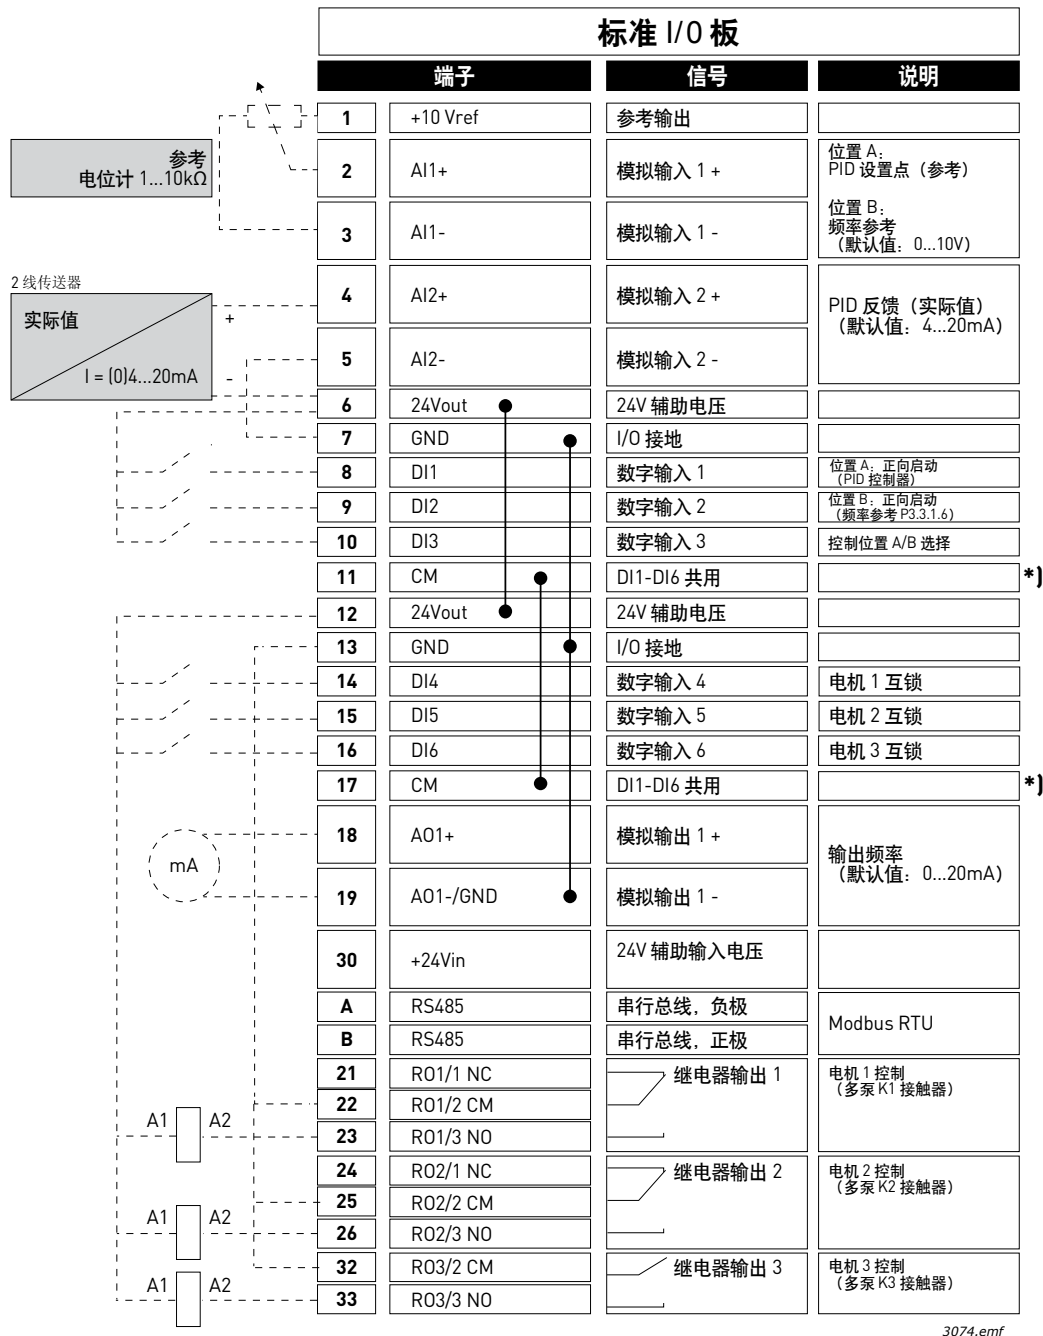 标准 I/O 板
端子 信号 说明
1 +10 Vref 参考输出
参考
电位计 1...10kΩ
2 AI1+ 模拟输入 1 +
位置 A：
PID 设置点（参考）
3 AI1- 模拟输入 1 -
位置 B：
频率参考
（默认值：0...10V）
2 线传送器
实际值
I = (0)4...20mA
+
-
4 AI2+ 模拟输入 2 +
PID 反馈（实际值）
（默认值：4...20mA）
5 AI2- 模拟输入 2 -
6 24Vout 24V 辅助电压
7 GND I/O 接地
8 DI1 数字输入 1
位置 A：正向启动
（PID 控制器）
9 DI2 数字输入 2
位置 B：正向启动
（频率参考 P3.3.1.6）
10 DI3 数字输入 3 控制位置 A/B 选择
11 CM DI1-DI6 共用 *)
12 24Vout 24V 辅助电压
13 GND I/O 接地
14 DI4 数字输入 4 电机 1 互锁
15 DI5 数字输入 5 电机 2 互锁
16 DI6 数字输入 6 电机 3 互锁
17 CM DI1-DI6 共用 *)
mA
18 AO1+ 模拟输出 1 +
输出频率
（默认值：0...20mA）
19 AO1-/GND 模拟输出 1 -
30 +24Vin 24V 辅助输入电压
A RS485 串行总线，负极
Modbus RTU
B RS485 串行总线，正极
21 RO1/1 NC 继电器输出 1
电机 1 控制
（多泵 K1 接触器）
22 RO1/2 CM
A1 A2
23 RO1/3 NO
24 RO2/1 NC 继电器输出 2
电机 2 控制
（多泵 K2 接触器）
25 RO2/2 CM
A1 A2
26 RO2/3 NO
32 RO3/2 CM 继电器输出 3
电机 3 控制
（多泵 K3 接触器）
A1 A2
33 RO3/3 NO
3074.emf